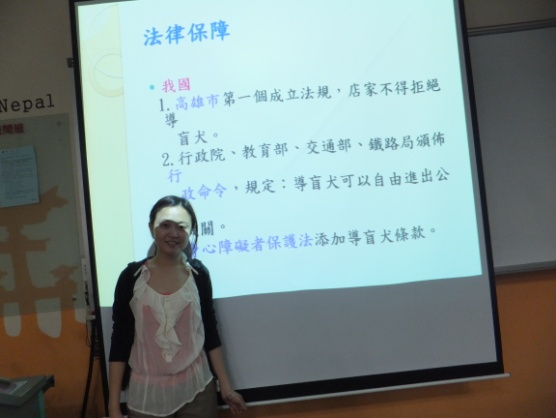 法律保障
Nepal
• 我國
1. 高雄市第一個成立法規，店家不得拒絕
導
盲犬。
2. 行政院、教育部、交通部、鐵路局頒佈
行
政命令，規定：導盲犬可以自由進出公
關。
心障礙者保護法添加導盲犬條款。